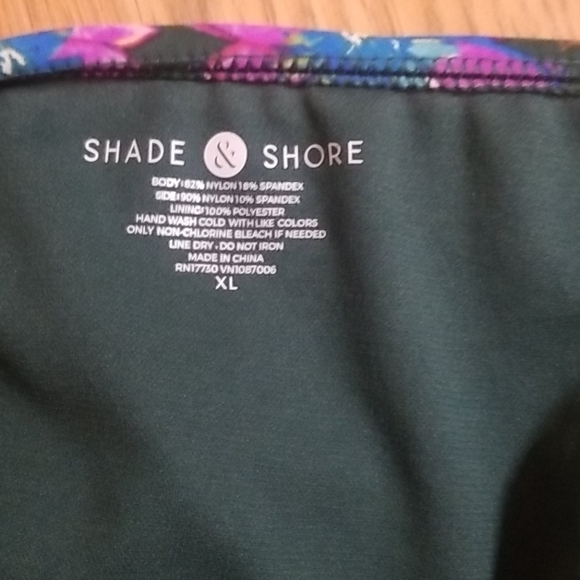 SHADE & SHORE
BODY: 82% NYLON 18% SPANDEX
SIDE: 90% NYLON 10% SPANDEX
LINING: 100% POLYESTER
HAND WASH COLD WITH LIKE COLORS
ONLY NON-CHLORINE BLEACH IF NEEDED
LINE DRY • DO NOT IRON
MADE IN CHINA
RN17730 VN1087006
XL